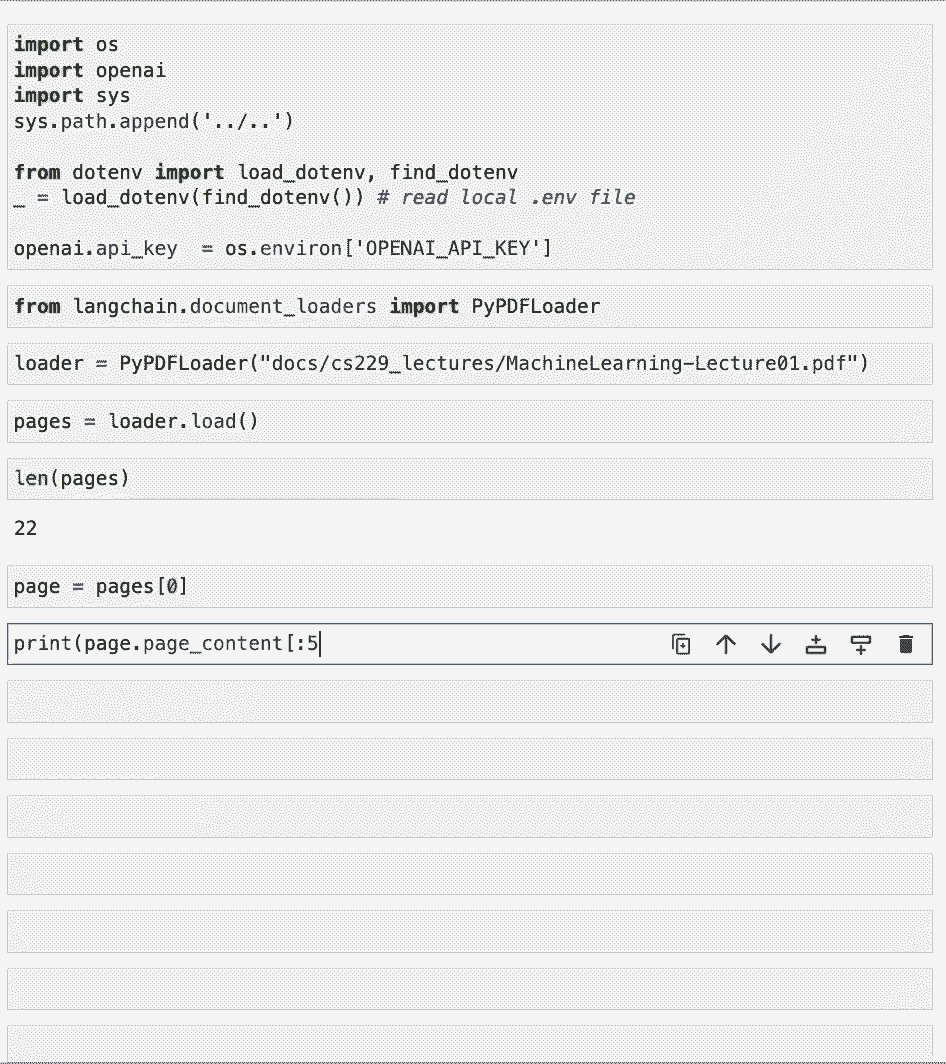 import os
import openai
import sys
sys.path.append('../..')
from dotenv import load_dotenv, find_dotenv
_ = load_dotenv(find_dotenv()) # read local .env file
openai.api_key  = os.environ['OPENAI_API_KEY']
from langchain.document_loaders import PyPDFLoader
loader = PyPDFLoader("docs/cs229_lectures/MachineLearning-Lecture01.pdf")
pages = loader.load()
len(pages)
22
page = pages[0]
print(page.page_content[:5